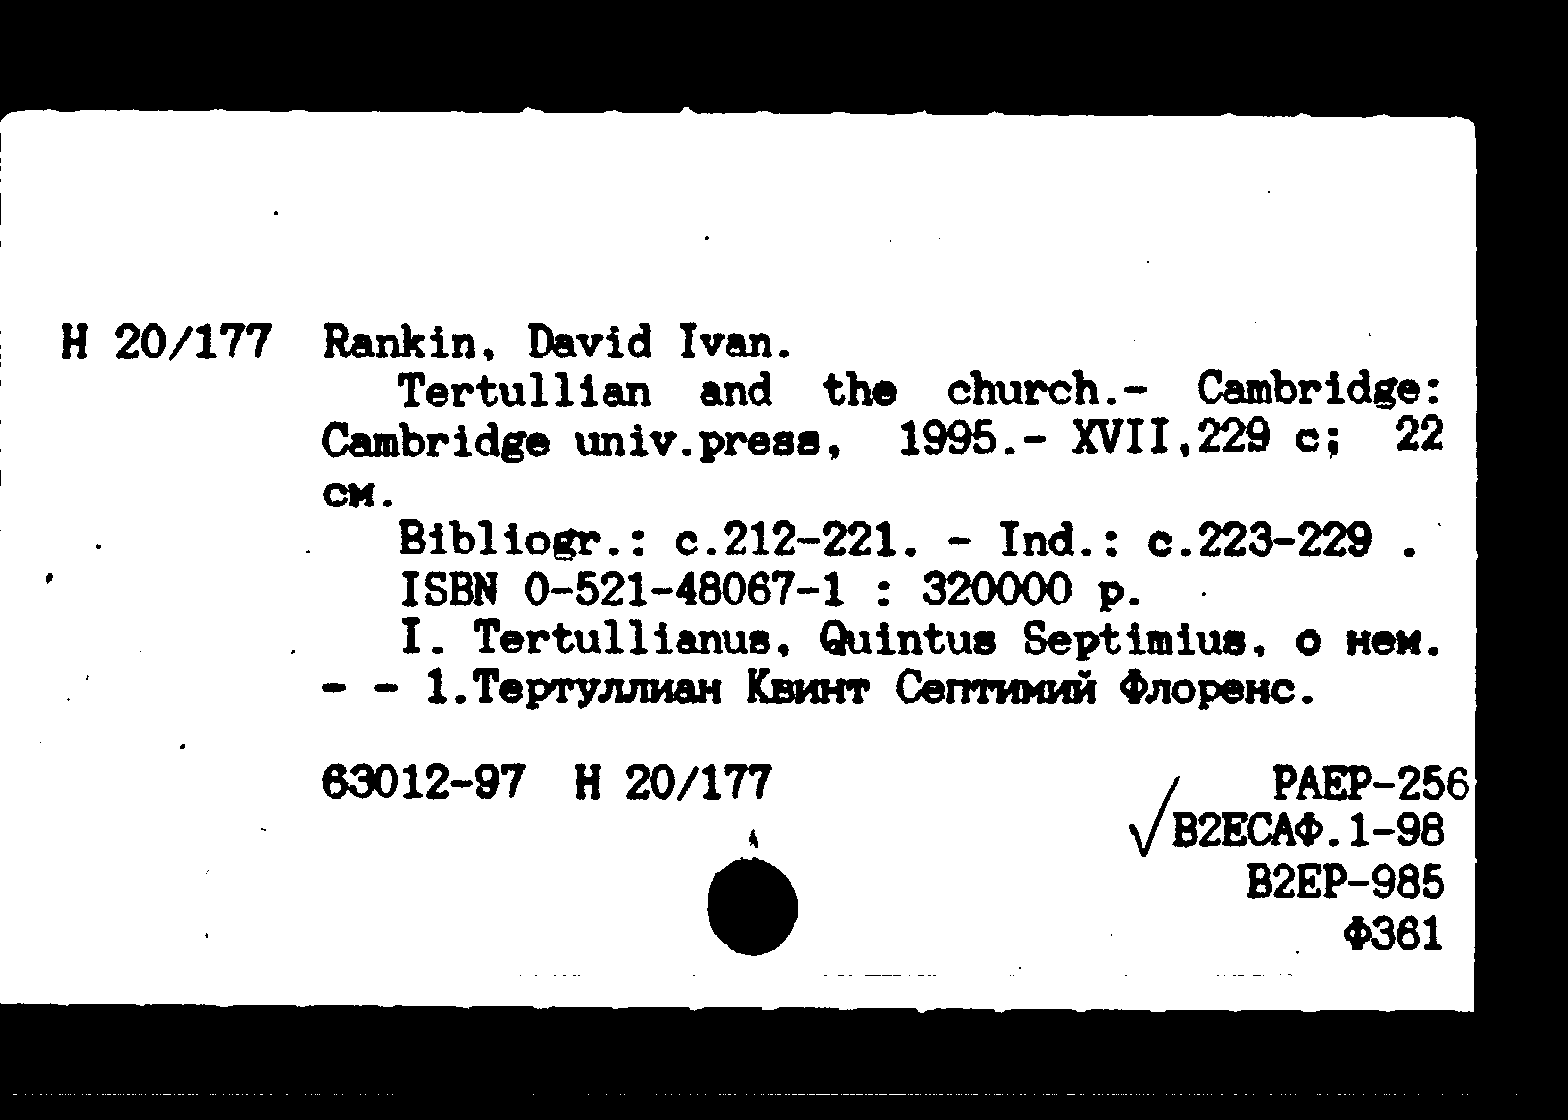 Н 20/177 Rankin, David Ivan.
Tertullian and the church.- Cambridge:
Cambridge univ.press, 1995.- XVII,229 с; 22
см.
Bibliogr.: с.212-221. - Ind.: с.223-229 .
ISBN 0-521-48067-1 : 320000 р.
I. Tertullianus, Quintus Septimius, о нем.
- - 1.Тертуллиан Квинт Септимий Флоренс.
63012-97 Н 20/177 РАЕР-256
√В2ЕСАФ.1-98
В2ЕР-985
Ф361